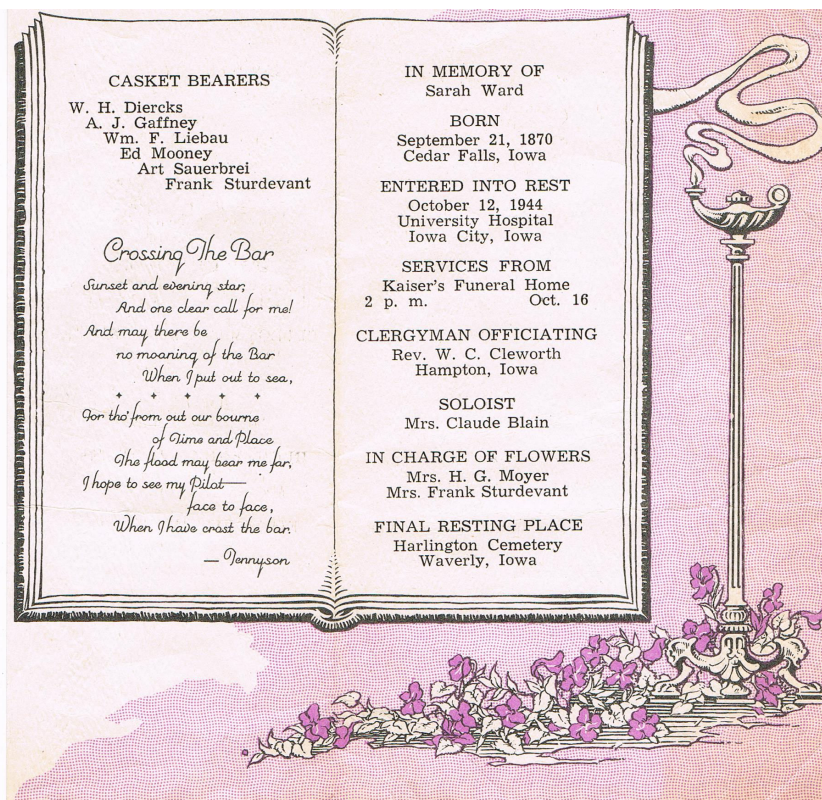 CASKET BEARERS
W. H. Diercks
A. J. Gaffney
Wm. F. Liebau
Ed Mooney
Art Sauerbrei
Frank Sturdevant
Crossing The Bar
Sunset and evening star,
And one clear call for me!
And may there be
no moaning of the Bar
When I put out to sea,
+ + + + +
For tho' from out our bourne
of Time and Place
The flood may bear me far,
I hope to see my Pilot—
face to face,
When I have crost the bar.
— Tennyson
IN MEMORY OF
Sarah Ward
BORN
September 21, 1870
Cedar Falls, Iowa
ENTERED INTO REST
October 12, 1944
University Hospital
Iowa City, Iowa
SERVICES FROM
Kaiser's Funeral Home
2 p. m. Oct. 16
CLERGYMAN OFFICIATING
Rev. W. C. Cleworth
Hampton, Iowa
SOLOIST
Mrs. Claude Blain
IN CHARGE OF FLOWERS
Mrs. H. G. Moyer
Mrs. Frank Sturdevant
FINAL RESTING PLACE
Harlington Cemetery
Waverly, Iowa